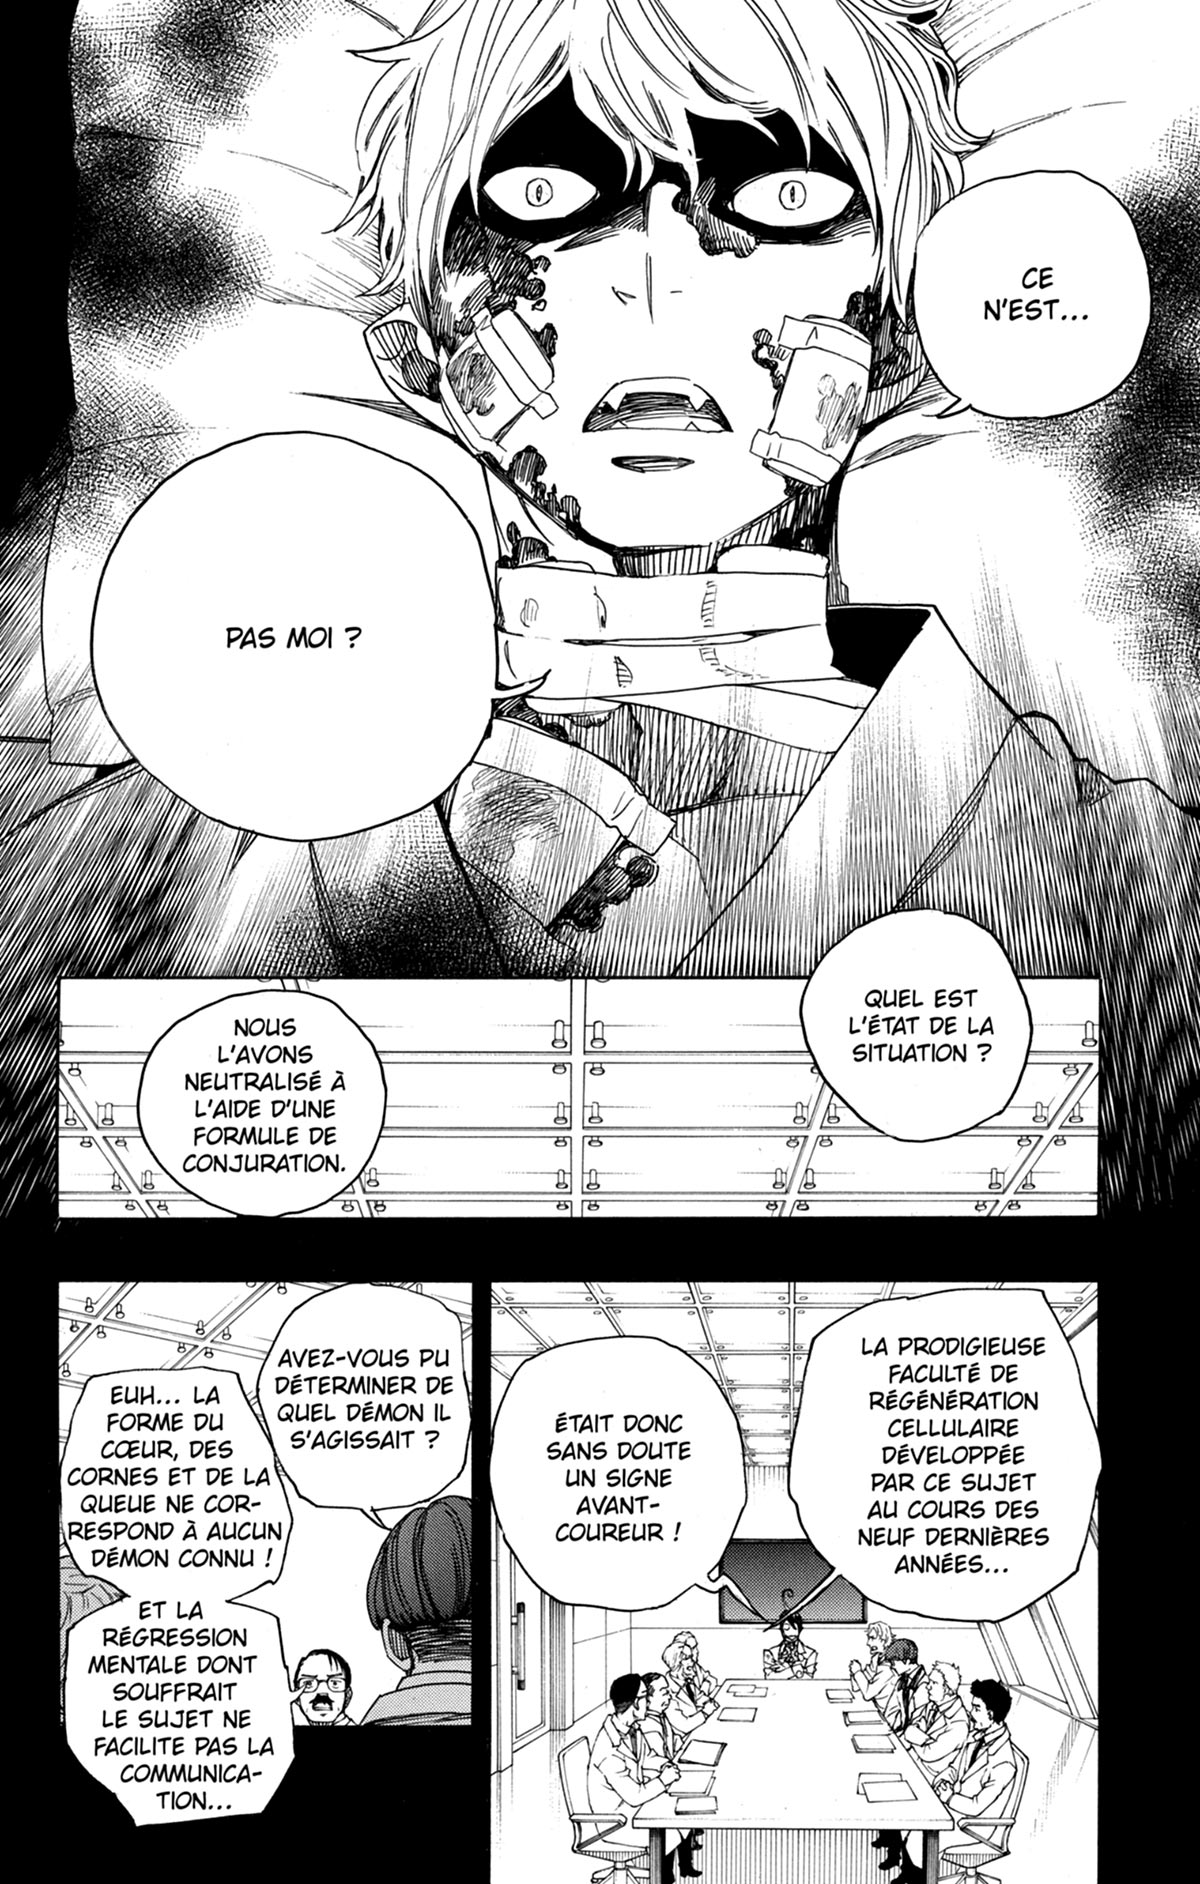 CE
N'EST...
PAS MOI ?
QUEL EST
L'ÉTAT DE LA
SITUATION ?
NOUS
L'AVONS
NEUTRALISÉ À
L'AIDE D'UNE
FORMULE DE
CONJURATION.
LA PRODIGIEUSE
FACULTÉ DE
RÉGÉNÉRATION
CELLULAIRE
DÉVELOPPÉE
PAR CE SUJET
AU COURS DES
NEUF DERNIÈRES
ANNÉES...
ÉTAIT DONC
SANS DOUTE
UN SIGNE
AVANT-
COUREUR !
AVEZ-VOUS PU
DÉTERMINER DE
QUEL DÉMON IL
S'AGISSAIT ?
EUH... LA
FORME DU
CŒUR, DES
CORNES ET DE LA
QUEUE NE COR-
RESPOND À AUCUN
DÉMON CONNU !
ET LA
RÉGRESSION
MENTALE DONT
SOUFFRAIT
LE SUJET NE
FACILITE PAS LA
COMMUNICA-
TION...